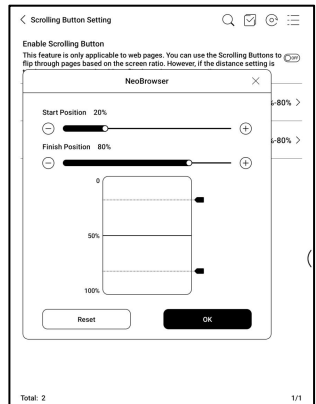 Scrolling Button Setting
Enable Scrolling Button
This feature is only applicable to web pages. You can use the Scrolling Buttons to
flip through pages based on the screen ratio. However, if the distance setting is
OFF
NeoBrowser
-80%
Start Position 20%
-80%
Finish Position 80%
0
50%
100%
Reset
OK
Total: 2
1/1